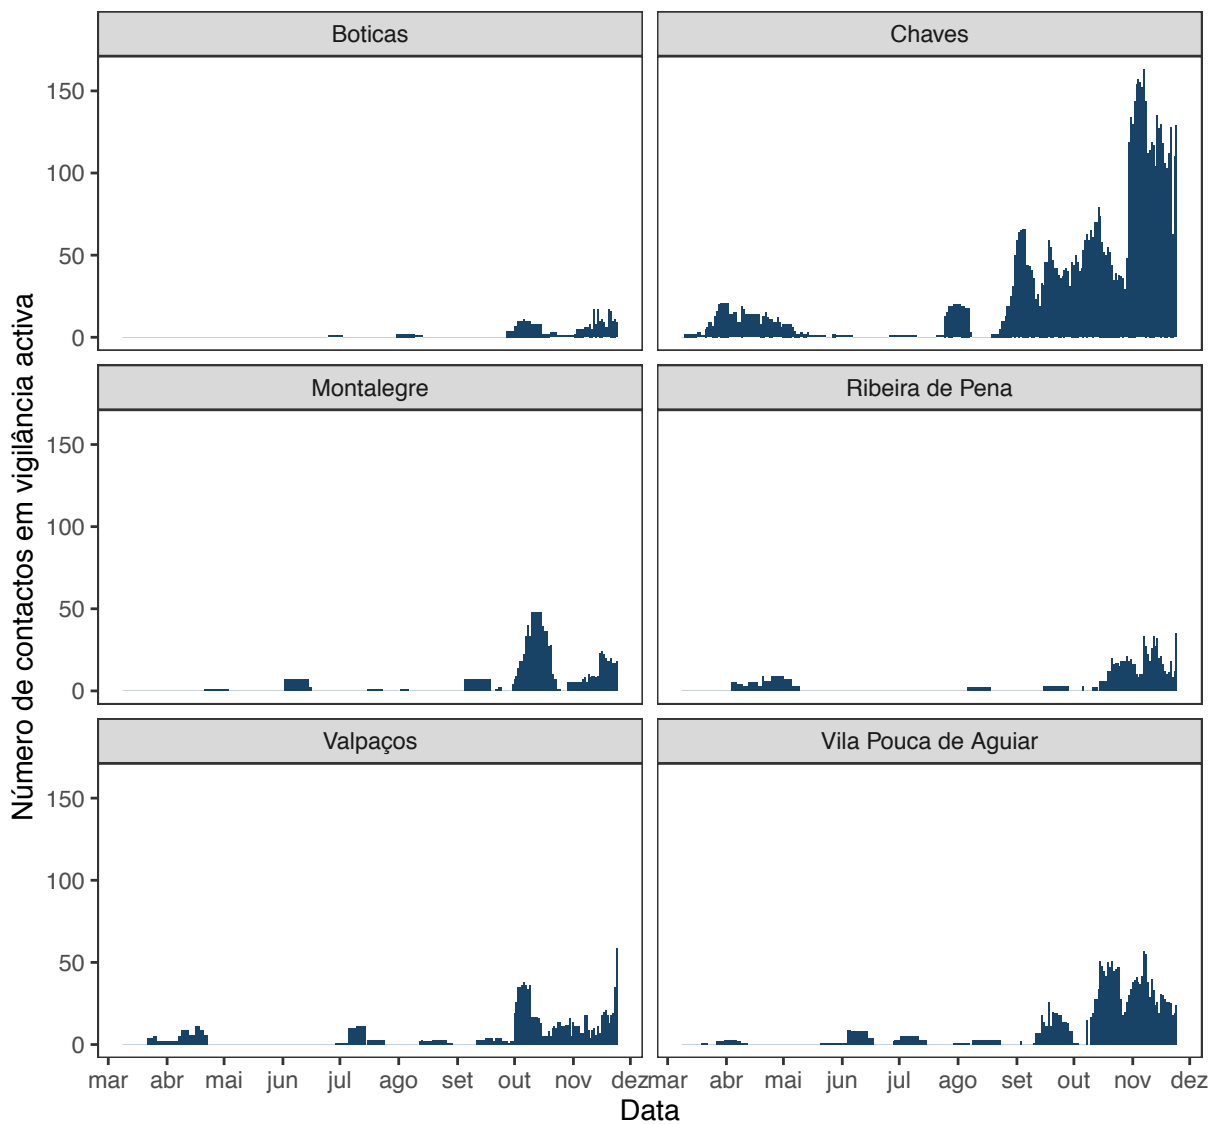 Boticas
Chaves
150
100
50
0
Montalegre
Ribeira de Pena
150
100
50
0
Valpaços
Vila Pouca de Aguiar
150
100
50
0
mar abr mai jun jul ago set out nov dez
mar abr mai jun jul ago set out nov dez
Data
Número de contactos em vigilância activa